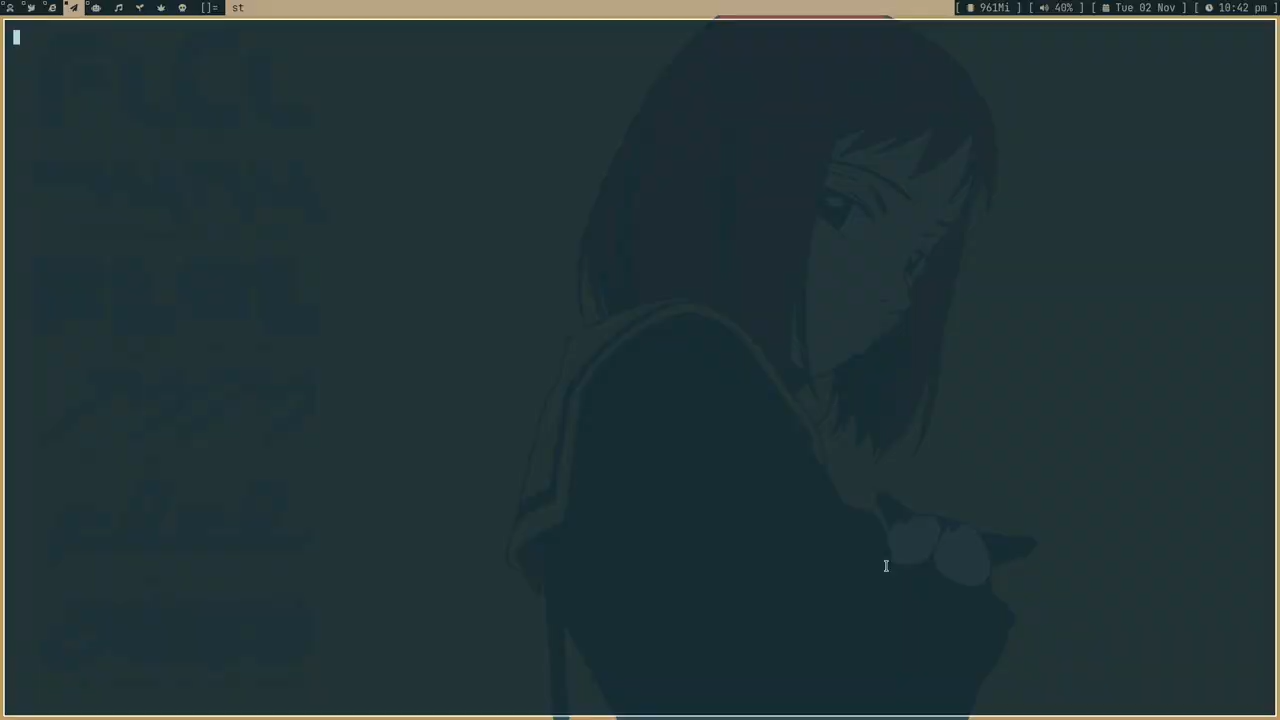 []= st [ 961Mi ] [ 40% ] [ Tue 02 Nov ] [ 10:42 pm ]